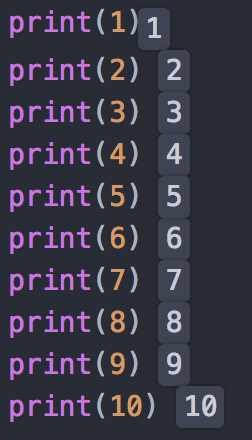 print(1) 1
print(2) 2
print(3) 3
print(4) 4
print(5) 5
print(6) 6
print(7) 7
print(8) 8
print(9) 9
print(10) 10